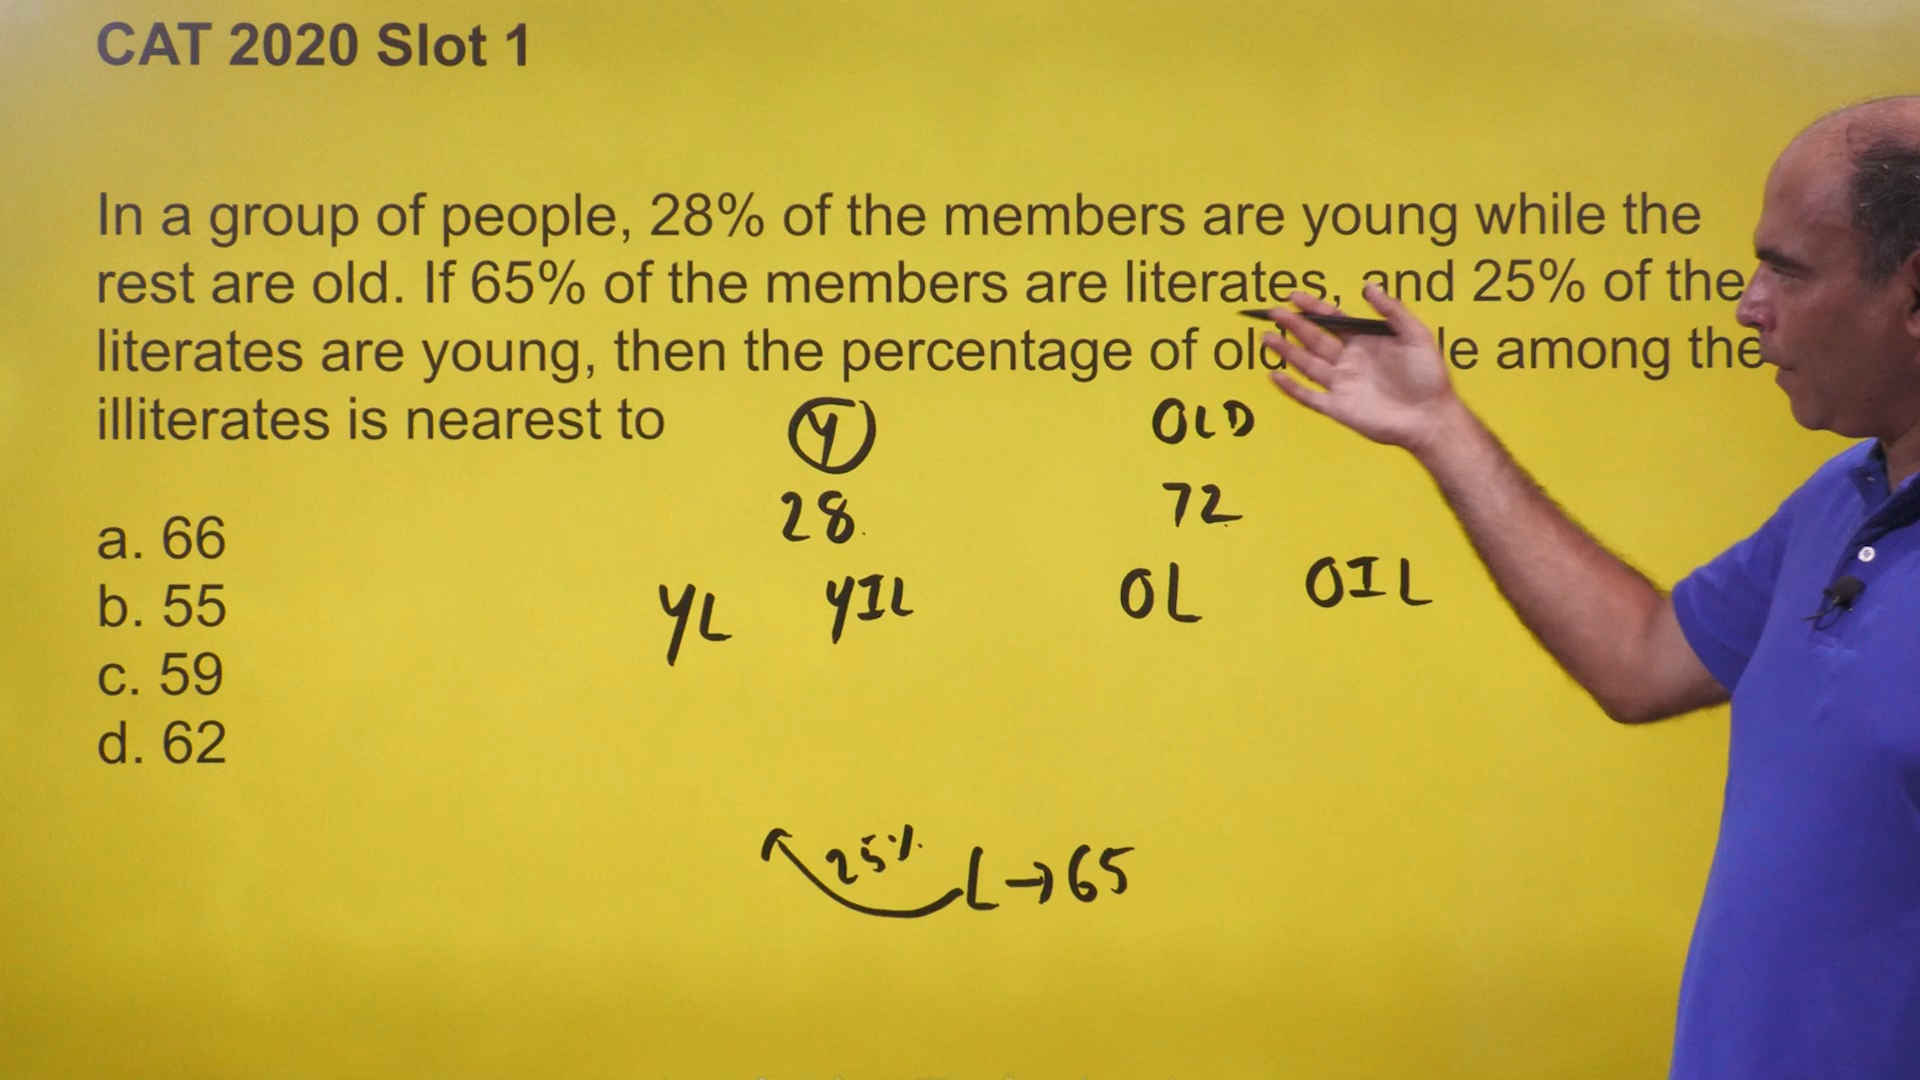 CAT 2020 Slot 1
In a group of people, 28% of the members are young while the
rest are old. If 65% of the members are literates, and 25% of the
literates are young, then the percentage of old among the
illiterates is nearest to
Y OLD
28 72
a. 66
b. 55
YL YIL OL OIL
c. 59
d. 62
25% L→65